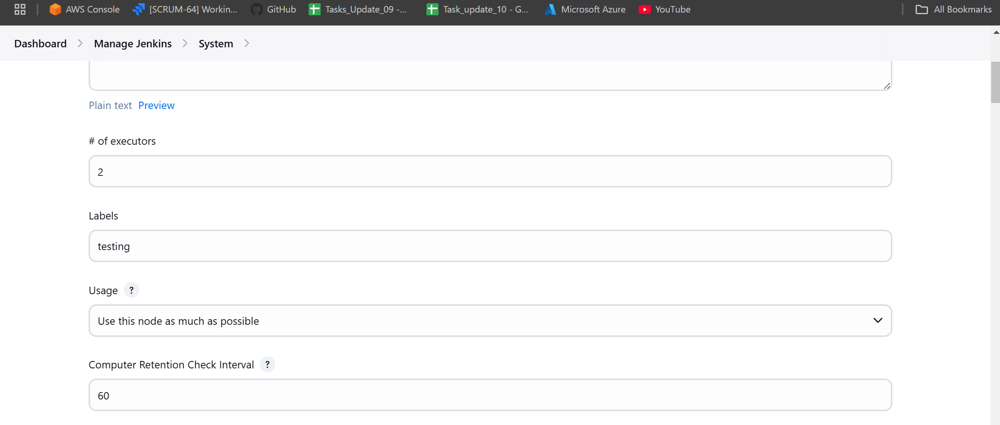 AWS Console [SCRUM-64] Workin... GitHub Tasks_Update_09 -... Task_update_10 - G... Microsoft Azure YouTube All Bookmarks
Dashboard Manage Jenkins System
Plain text Preview
# of executors
2
Labels
testing
Usage ?
Use this node as much as possible
Computer Retention Check Interval ?
60